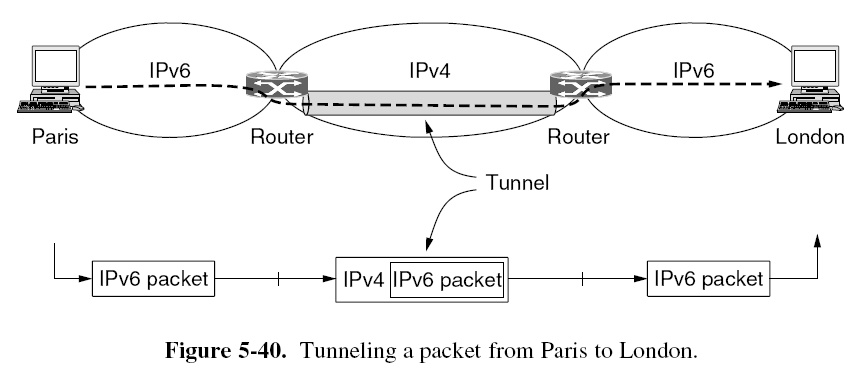 IPv6 IPv4 IPv6
Paris Router Router London
Tunnel
IPv6 packet IPv4 IPv6 packet IPv6 packet
Figure 5-40. Tunneling a packet from Paris to London.